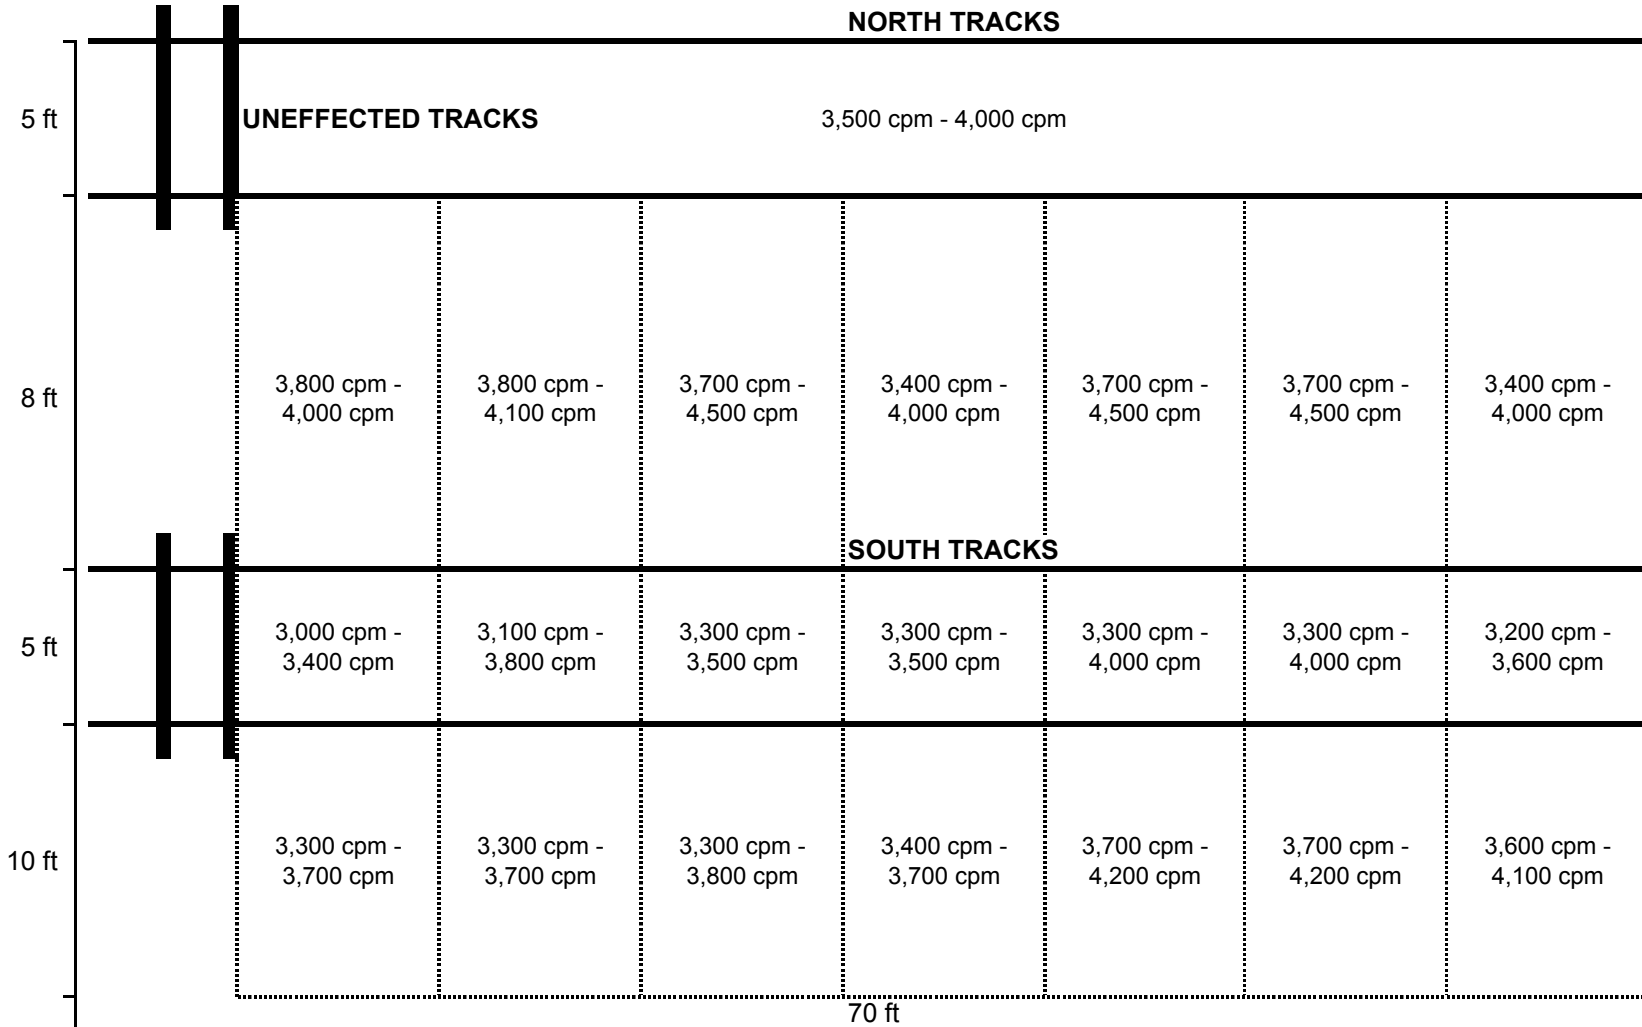 NORTH TRACKS
5 ft
UNEFFECTED TRACKS
3,500 cpm - 4,000 cpm
8 ft
3,800 cpm -
4,000 cpm
3,800 cpm -
4,100 cpm
3,700 cpm -
4,500 cpm
3,400 cpm -
4,000 cpm
3,700 cpm -
4,500 cpm
3,700 cpm -
4,500 cpm
3,400 cpm -
4,000 cpm
SOUTH TRACKS
5 ft
3,000 cpm -
3,400 cpm
3,100 cpm -
3,800 cpm
3,300 cpm -
3,500 cpm
3,300 cpm -
3,500 cpm
3,300 cpm -
4,000 cpm
3,300 cpm -
4,000 cpm
3,200 cpm -
3,600 cpm
10 ft
3,300 cpm -
3,700 cpm
3,300 cpm -
3,700 cpm
3,300 cpm -
3,800 cpm
3,400 cpm -
3,700 cpm
3,700 cpm -
4,200 cpm
3,700 cpm -
4,200 cpm
3,600 cpm -
4,100 cpm
70 ft